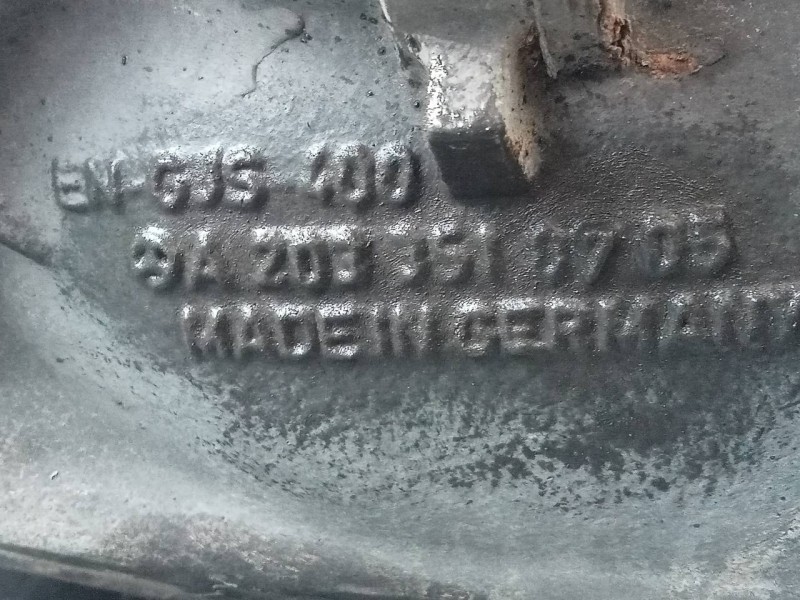 EN-GJS-400
A 203 351 07 05
MADE IN GERMANY